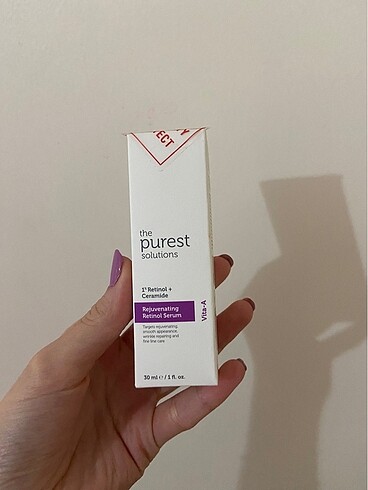 TECT
the
purest
solutions
1% Retinol +
Ceramide
Rejuvenating
Retinol Serum
Targets rejuvenating,
smooth appearance,
wrinkle repairing and
fine line care
30 ml ℮ / 1 fl. oz.
Vita-A